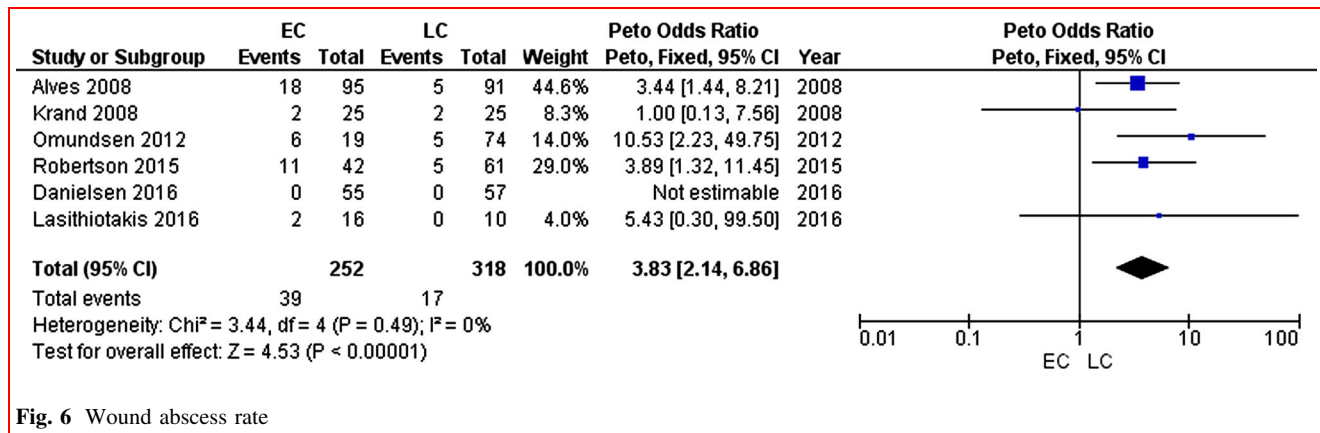 EC LC Peto Odds Ratio Peto Odds Ratio
Study or Subgroup Events Total Events Total Weight Peto, Fixed, 95% CI Year Peto, Fixed, 95% CI
Alves 2008 18 95 5 91 44.6% 3.44 [1.44, 8.21] 2008
Krand 2008 2 25 2 25 8.3% 1.00 [0.13, 7.56] 2008
Omundsen 2012 6 19 5 74 14.0% 10.53 [2.23, 49.75] 2012
Robertson 2015 11 42 5 61 29.0% 3.89 [1.32, 11.45] 2015
Danielsen 2016 0 55 0 57 Not estimable 2016
Lasithiotakis 2016 2 16 0 10 4.0% 5.43 [0.30, 99.50] 2016
Total (95% CI) 252 318 100.0% 3.83 [2.14, 6.86]
Total events 39 17
Heterogeneity: Chi² = 3.44, df = 4 (P = 0.49); I² = 0%
Test for overall effect: Z = 4.53 (P < 0.00001)
0.01 0.1 1 10 100
EC LC
Fig. 6 Wound abscess rate